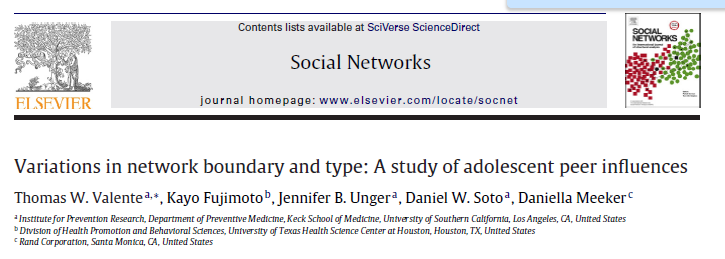 Contents lists available at SciVerse ScienceDirect
Social Networks
journal homepage: www.elsevier.com/locate/socnet
ELSEVIER
SOCIAL
NETWORKS
Variations in network boundary and type: A study of adolescent peer influences
Thomas W. Valente a,∗, Kayo Fujimoto b, Jennifer B. Unger a, Daniel W. Soto a, Daniella Meeker c
a Institute for Prevention Research, Department of Preventive Medicine, Keck School of Medicine, University of Southern California, Los Angeles, CA, United States
b Division of Health Promotion and Behavioral Sciences, University of Texas Health Science Center at Houston, Houston, TX, United States
c Rand Corporation, Santa Monica, CA, United States